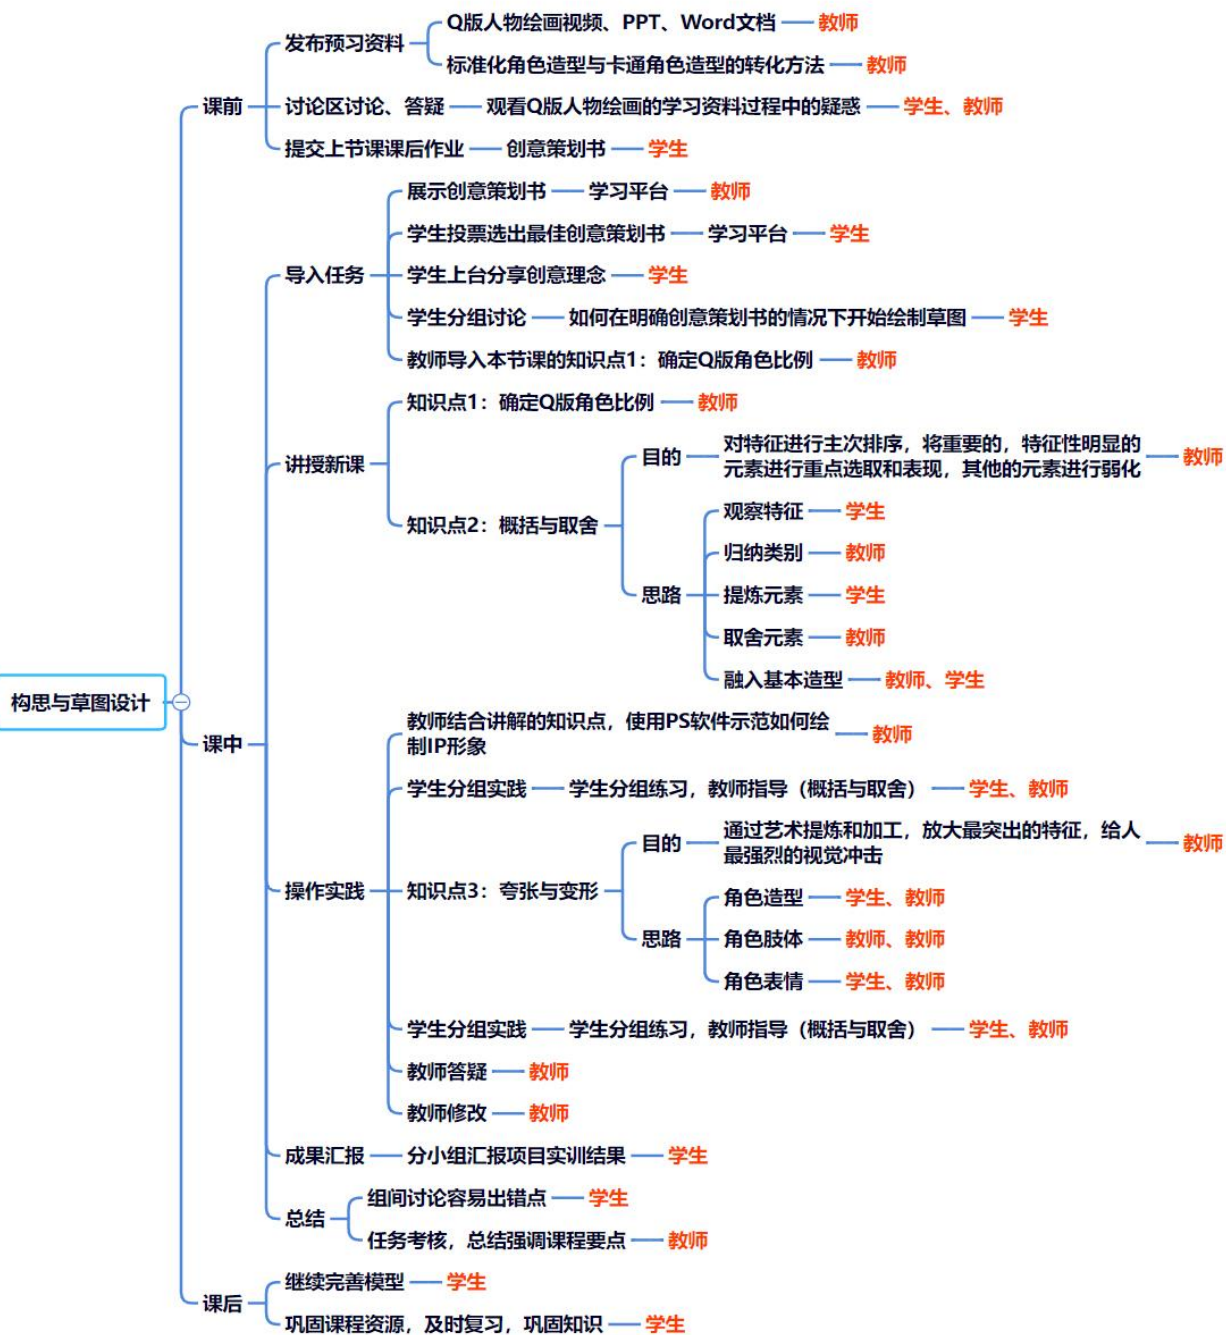 Q版人物绘画视频、PPT、Word文档 教师
发布预习资料
标准化角色造型与卡通角色造型的转化方法 教师
课前 讨论区讨论、答疑 观看Q版人物绘画的学习资料过程中的疑惑 学生、教师
提交上节课课后作业 创意策划书 学生
展示创意策划书 学习平台 教师
学生投票选出最佳创意策划书 学习平台 学生
导入任务 学生上台分享创意理念 学生
学生分组讨论 如何在明确创意策划书的情况下开始绘制草图 学生
教师导入本节课的知识点1：确定Q版角色比例 教师
知识点1：确定Q版角色比例 教师
讲授新课
目的 对特征进行主次排序，将重要的，特征性明显的
元素进行重点选取和表现，其他的元素进行弱化 教师
知识点2：概括与取舍
观察特征 学生
归纳类别 教师
思路 提炼元素 学生
取舍元素 教师
融入基本造型 教师、学生
构思与草图设计
课中
教师结合讲解的知识点，使用PS软件示范如何绘
制IP形象 教师
学生分组实践 学生分组练习，教师指导（概括与取舍） 学生、教师
目的 通过艺术提炼和加工，放大最突出的特征，给人
最强烈的视觉冲击 教师
操作实践 知识点3：夸张与变形
角色造型 学生、教师
思路 角色肢体 教师、教师
角色表情 学生、教师
学生分组实践 学生分组练习，教师指导（概括与取舍） 学生、教师
教师答疑 教师
教师修改 教师
成果汇报 分小组汇报项目实训结果 学生
组间讨论容易出错点 学生
总结
任务考核，总结强调课程要点 教师
继续完善模型 学生
课后
巩固课程资源，及时复习，巩固知识 学生